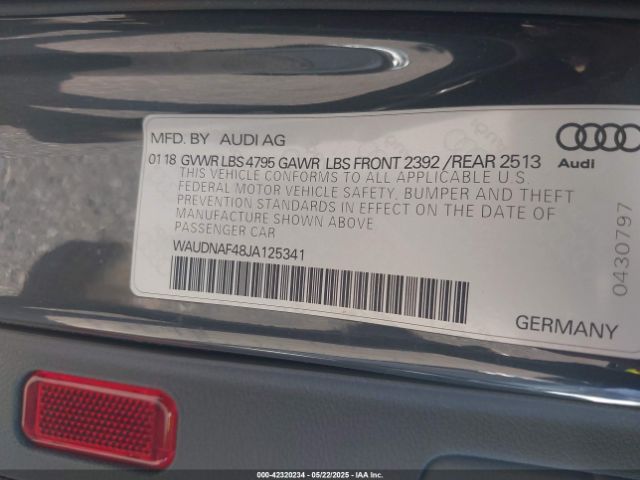 MFD. BY AUDI AG
01 18 GVWR LBS 4795 GAWR LBS FRONT 2392 /REAR 2513
THIS VEHICLE CONFORMS TO ALL APPLICABLE U.S.
FEDERAL MOTOR VEHICLE SAFETY, BUMPER AND THEFT
PREVENTION STANDARDS IN EFFECT ON THE DATE OF
MANUFACTURE SHOWN ABOVE
PASSENGER CAR
WAUDNAF48JA125341
Audi
0430797
GERMANY
000-42320234 - 05/22/2025 - IAA, Inc.